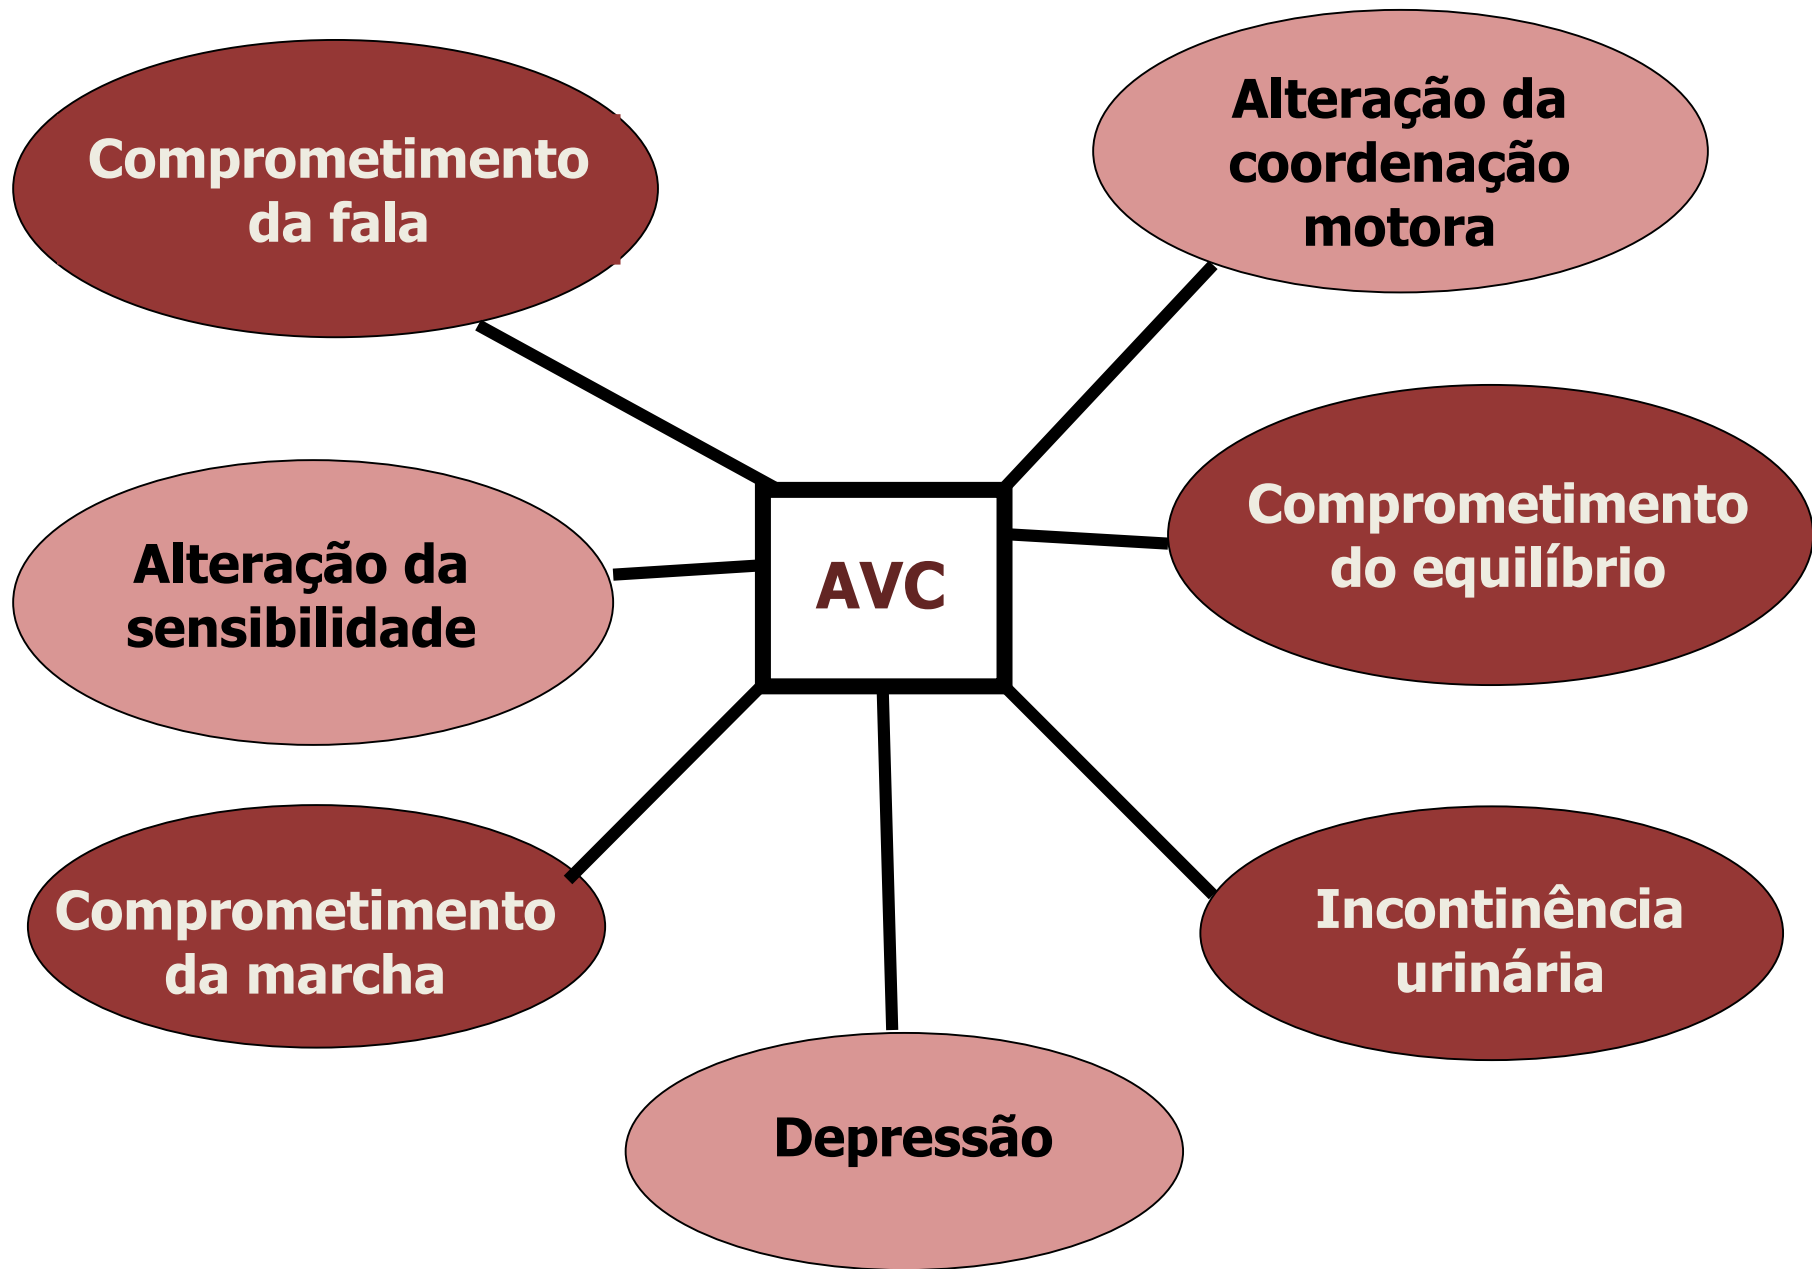 Comprometimento
da fala
Alteração da
coordenação
motora
Comprometimento
do equilíbrio
Alteração da
sensibilidade
AVC
Comprometimento
da marcha
Incontinência
urinária
Depressão